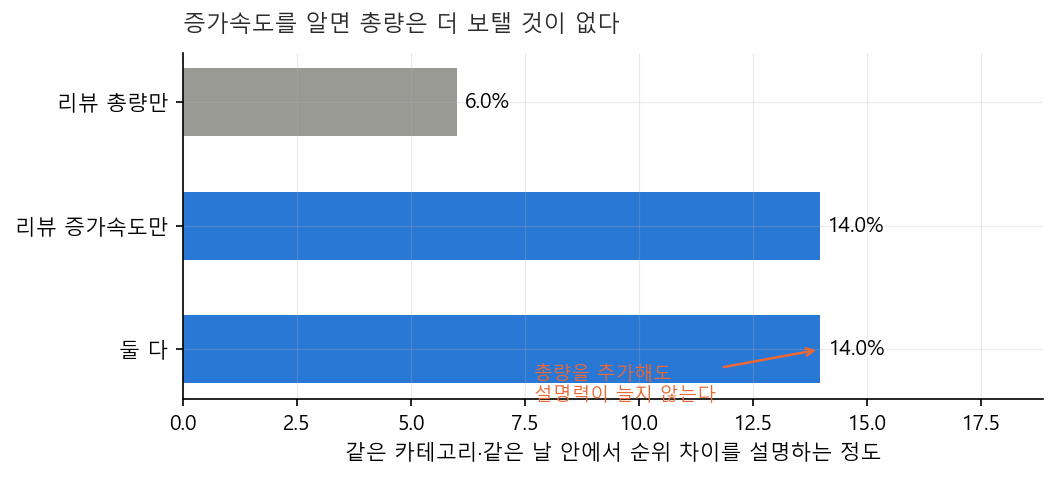 증가속도를 알면 총량은 더 보탤 것이 없다
리뷰 총량만
6.0%
리뷰 증가속도만
14.0%
둘 다
14.0%
총량을 추가해도
설명력이 늘지 않는다
0.0 2.5 5.0 7.5 10.0 12.5 15.0 17.5
같은 카테고리·같은 날 안에서 순위 차이를 설명하는 정도